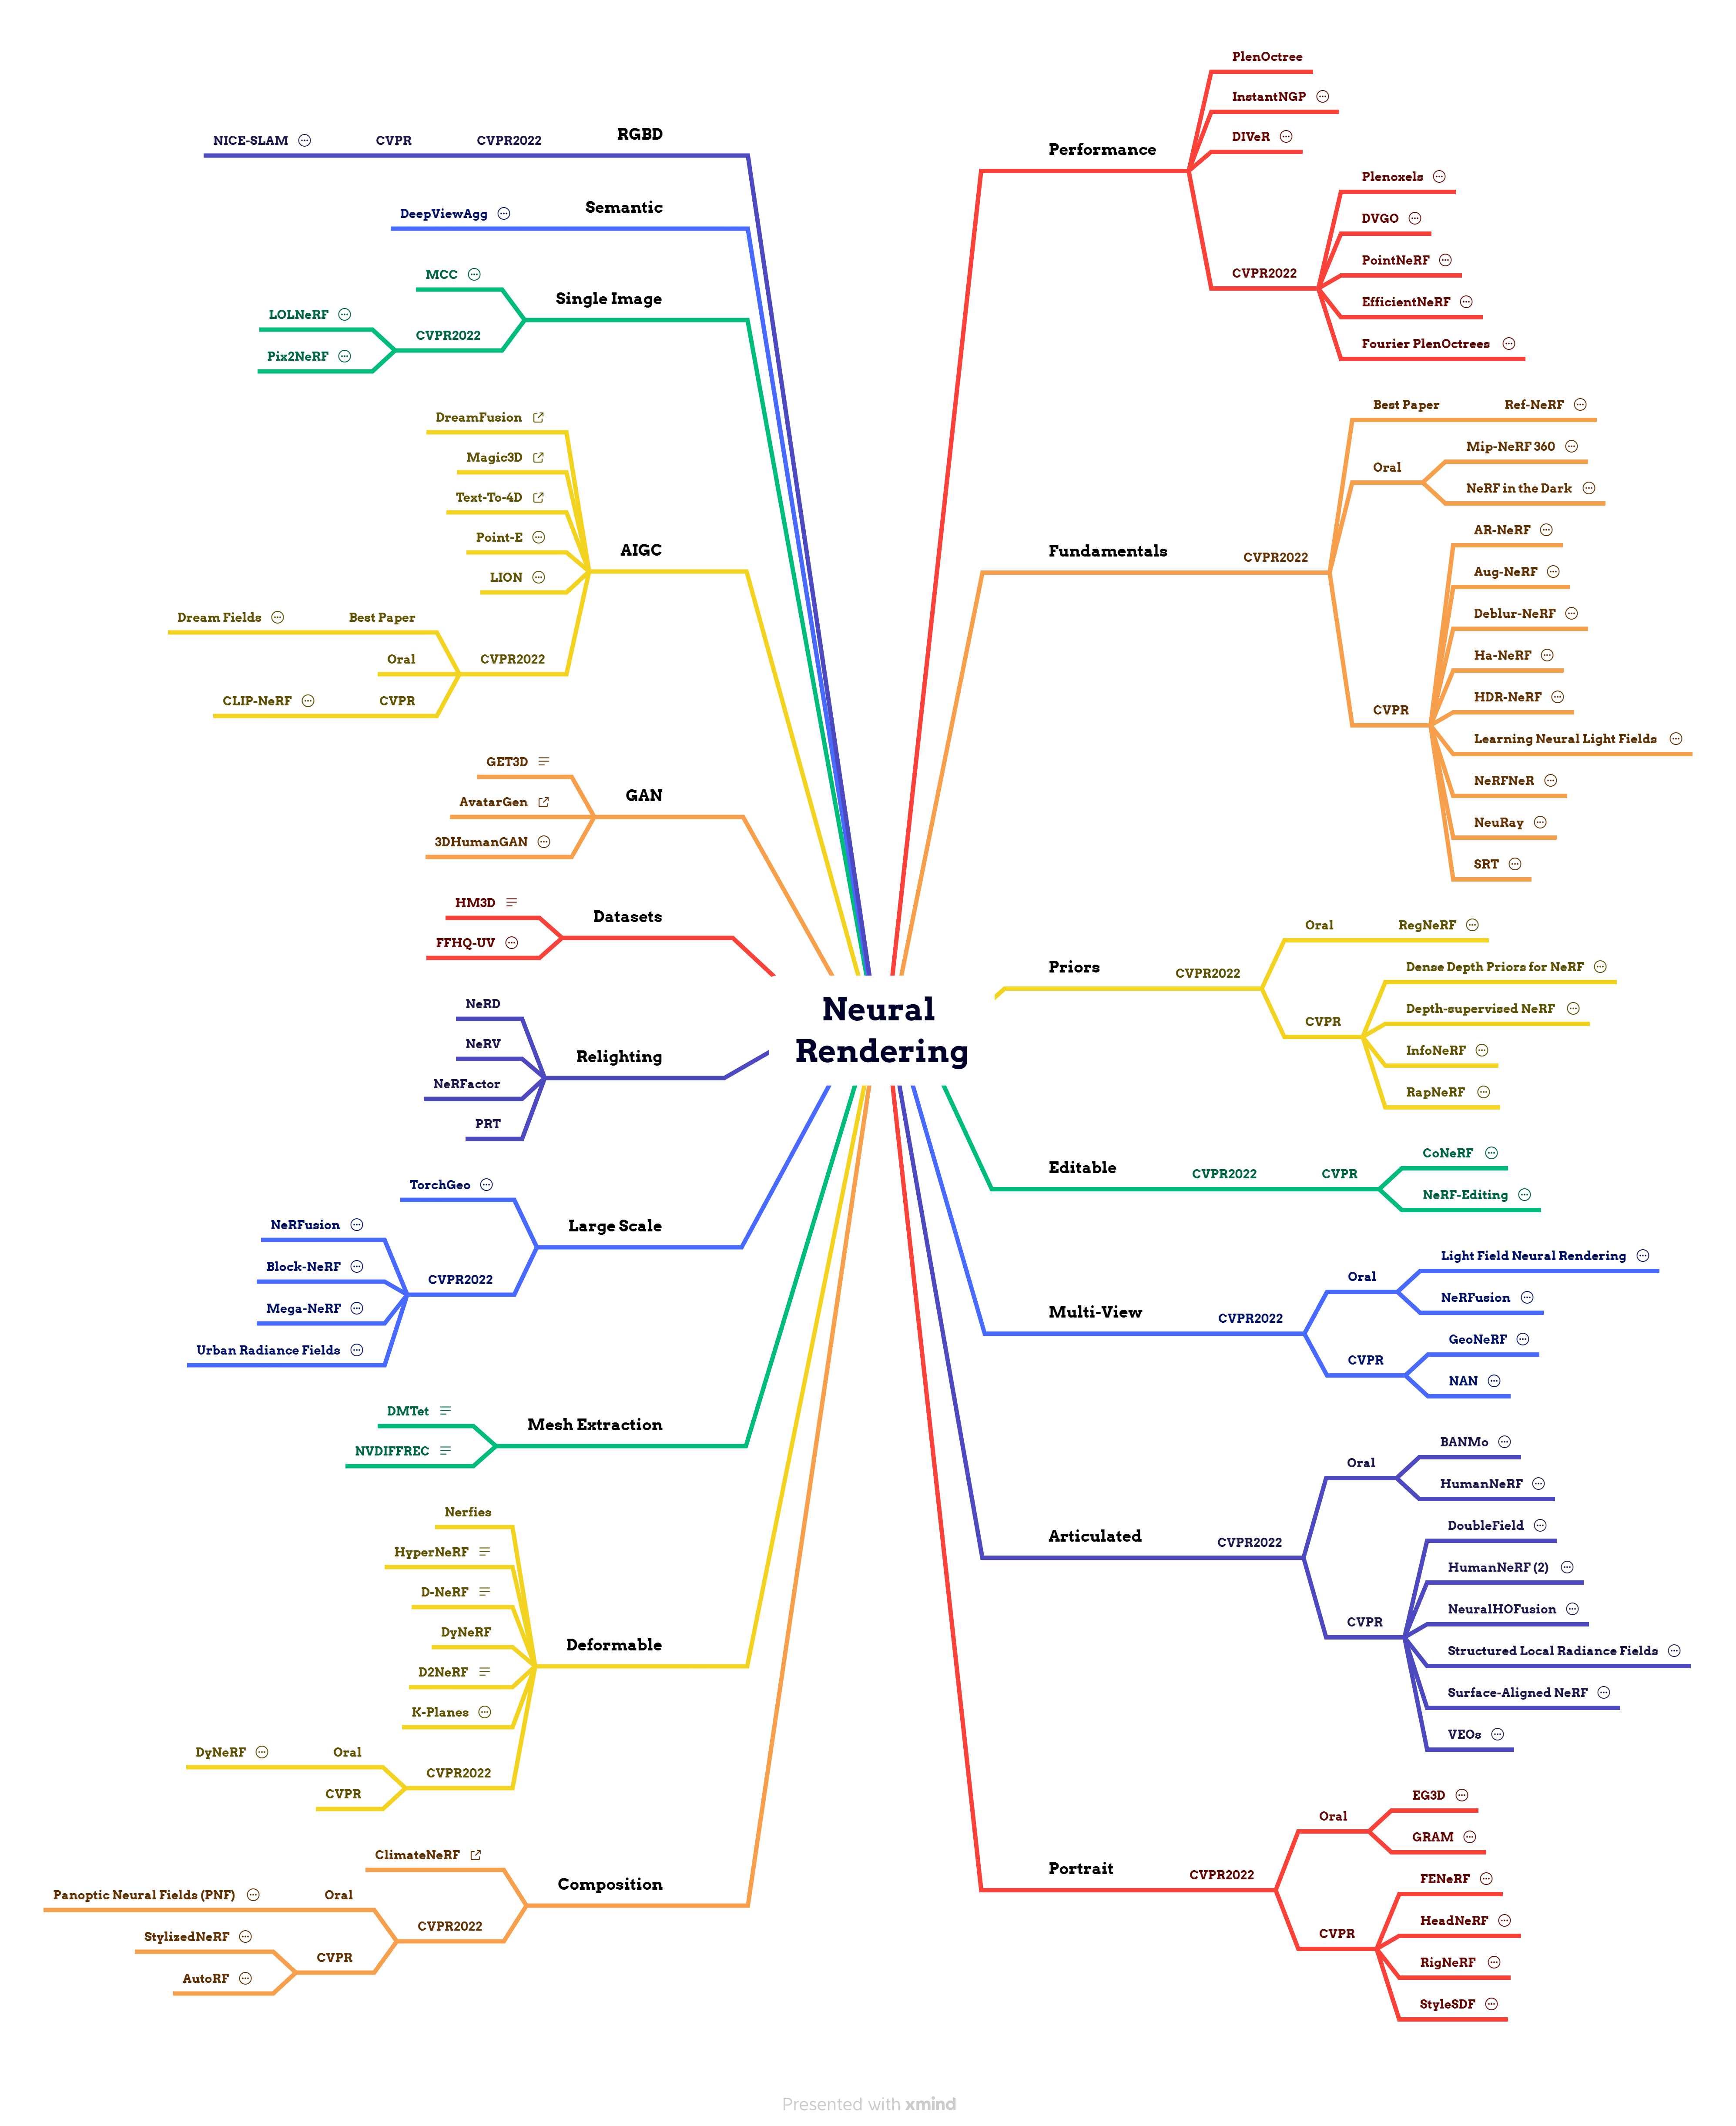 Neural
Rendering
Performance
PlenOctree
InstantNGP
DIVeR
CVPR2022
Plenoxels
DVGO
PointNeRF
EfficientNeRF
Fourier PlenOctrees
Fundamentals
CVPR2022
Best Paper
Ref-NeRF
Oral
Mip-NeRF 360
NeRF in the Dark
CVPR
AR-NeRF
Aug-NeRF
Deblur-NeRF
Ha-NeRF
HDR-NeRF
Learning Neural Light Fields
NeRFNeR
NeuRay
SRT
Priors
CVPR2022
Oral
RegNeRF
CVPR
Dense Depth Priors for NeRF
Depth-supervised NeRF
InfoNeRF
RapNeRF
Editable
CVPR2022
CVPR
CoNeRF
NeRF-Editing
Multi-View
CVPR2022
Oral
Light Field Neural Rendering
NeRFusion
CVPR
GeoNeRF
NAN
Articulated
CVPR2022
Oral
BANMo
HumanNeRF
CVPR
DoubleField
HumanNeRF (2)
NeuralHOFusion
Structured Local Radiance Fields
Surface-Aligned NeRF
VEOs
Portrait
CVPR2022
Oral
EG3D
GRAM
CVPR
FENeRF
HeadNeRF
RigNeRF
StyleSDF
RGBD
CVPR2022
CVPR
NICE-SLAM
Semantic
DeepViewAgg
Single Image
MCC
CVPR2022
LOLNeRF
Pix2NeRF
AIGC
DreamFusion
Magic3D
Text-To-4D
Point-E
LION
CVPR2022
Best Paper
Dream Fields
Oral
CVPR
CLIP-NeRF
GAN
GET3D
AvatarGen
3DHumanGAN
Datasets
HM3D
FFHQ-UV
Relighting
NeRD
NeRV
NeRFactor
PRT
Large Scale
TorchGeo
CVPR2022
NeRFusion
Block-NeRF
Mega-NeRF
Urban Radiance Fields
Mesh Extraction
DMTet
NVDIFFREC
Deformable
Nerfies
HyperNeRF
D-NeRF
DyNeRF
D2NeRF
K-Planes
CVPR2022
Oral
DyNeRF
CVPR
Composition
ClimateNeRF
CVPR2022
Oral
Panoptic Neural Fields (PNF)
CVPR
StylizedNeRF
AutoRF
Presented with xmind